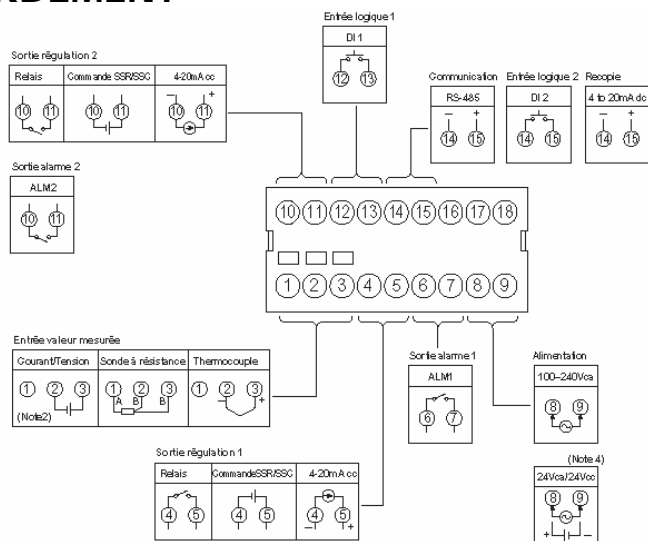 Entrée logique 1
DI 1
12 13
Sortie régulation 2
Relais Commande SSR/SSC 4-20mA cc
10 11 10 11 − + 10 11
Communication Entrée logique 2 Recopie
RS-485 DI 2 4 to 20mA dc
− + − +
14 15 14 15 14 15
Sortie alarme 2
ALM2
10 11
10 11 12 13 14 15 16 17 18
1 2 3 4 5 6 7 8 9
Entrée valeur mesurée
Courant/Tension Sonde à résistance Thermocouple
1 2 3 1 2 3 1 2 3
A B B − +
(Note2)
Sortie alarme 1
ALM1
6 7
Alimentation
100–240Vca
8 9
Sortie régulation 1
Relais CommandeSSR/SSC 4-20mA cc
4 5 4 5 4 5
− +
(Note 4)
24Vca/24Vcc
8 9
+ −